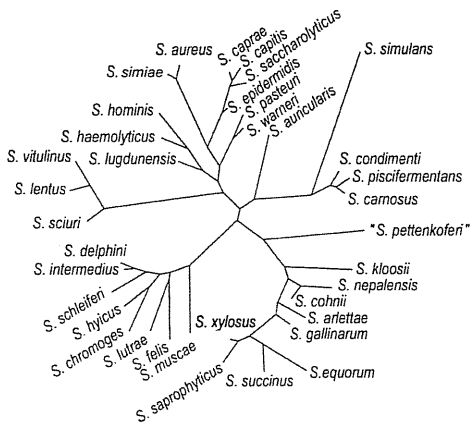 S. aureus
S. simiae
S. caprae
S. capitis
S. saccharolyticus
S. epidermidis
S. pasteuri
S. warneri
S. auricularis
S. simulans
S. hominis
S. haemolyticus
S. lugdunensis
S. vitulinus
S. lentus
S. sciuri
S. condimenti
S. piscifermentans
S. carnosus
"S. pettenkoferi"
S. kloosii
S. nepalensis
S. cohnii
S. arlettae
S. gallinarum
S. delphini
S. intermedius
S. schleiferi
S. hyicus
S. chromoges
S. lutrae
S. felis
S. muscae
S. xylosus
S. saprophyticus
S. succinus
S.equorum